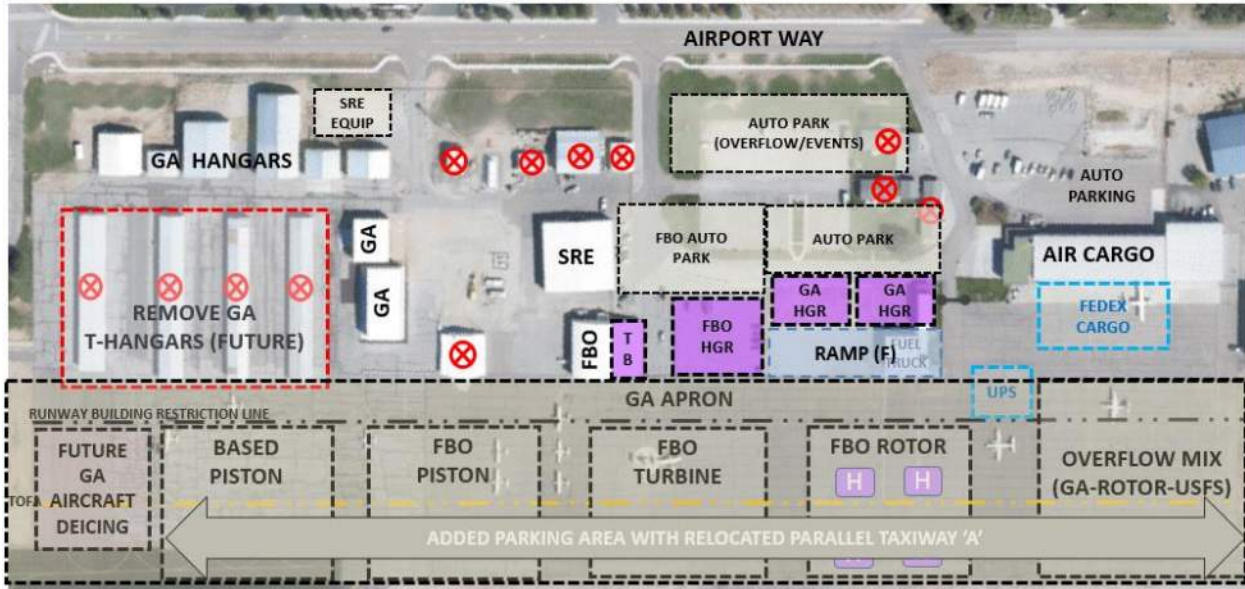 AIRPORT WAY
SRE
EQUIP
GA HANGARS
AUTO PARK
(OVERFLOW/EVENTS)
AUTO
PARKING
GA
GA
SRE
FBO AUTO
PARK
AUTO PARK
AIR CARGO
REMOVE GA
T-HANGARS (FUTURE)
FBO
T
B
FBO
HGR
GA
HGR
GA
HGR
RAMP (F)
FUEL
TRUCK
FEDEX
CARGO
UPS
GA APRON
RUNWAY BUILDING RESTRICTION LINE
FUTURE
GA
AIRCRAFT
DEICING
TOFA
BASED
PISTON
FBO
PISTON
FBO
TURBINE
FBO ROTOR
H H
OVERFLOW MIX
(GA-ROTOR-USFS)
ADDED PARKING AREA WITH RELOCATED PARALLEL TAXIWAY 'A'
H H